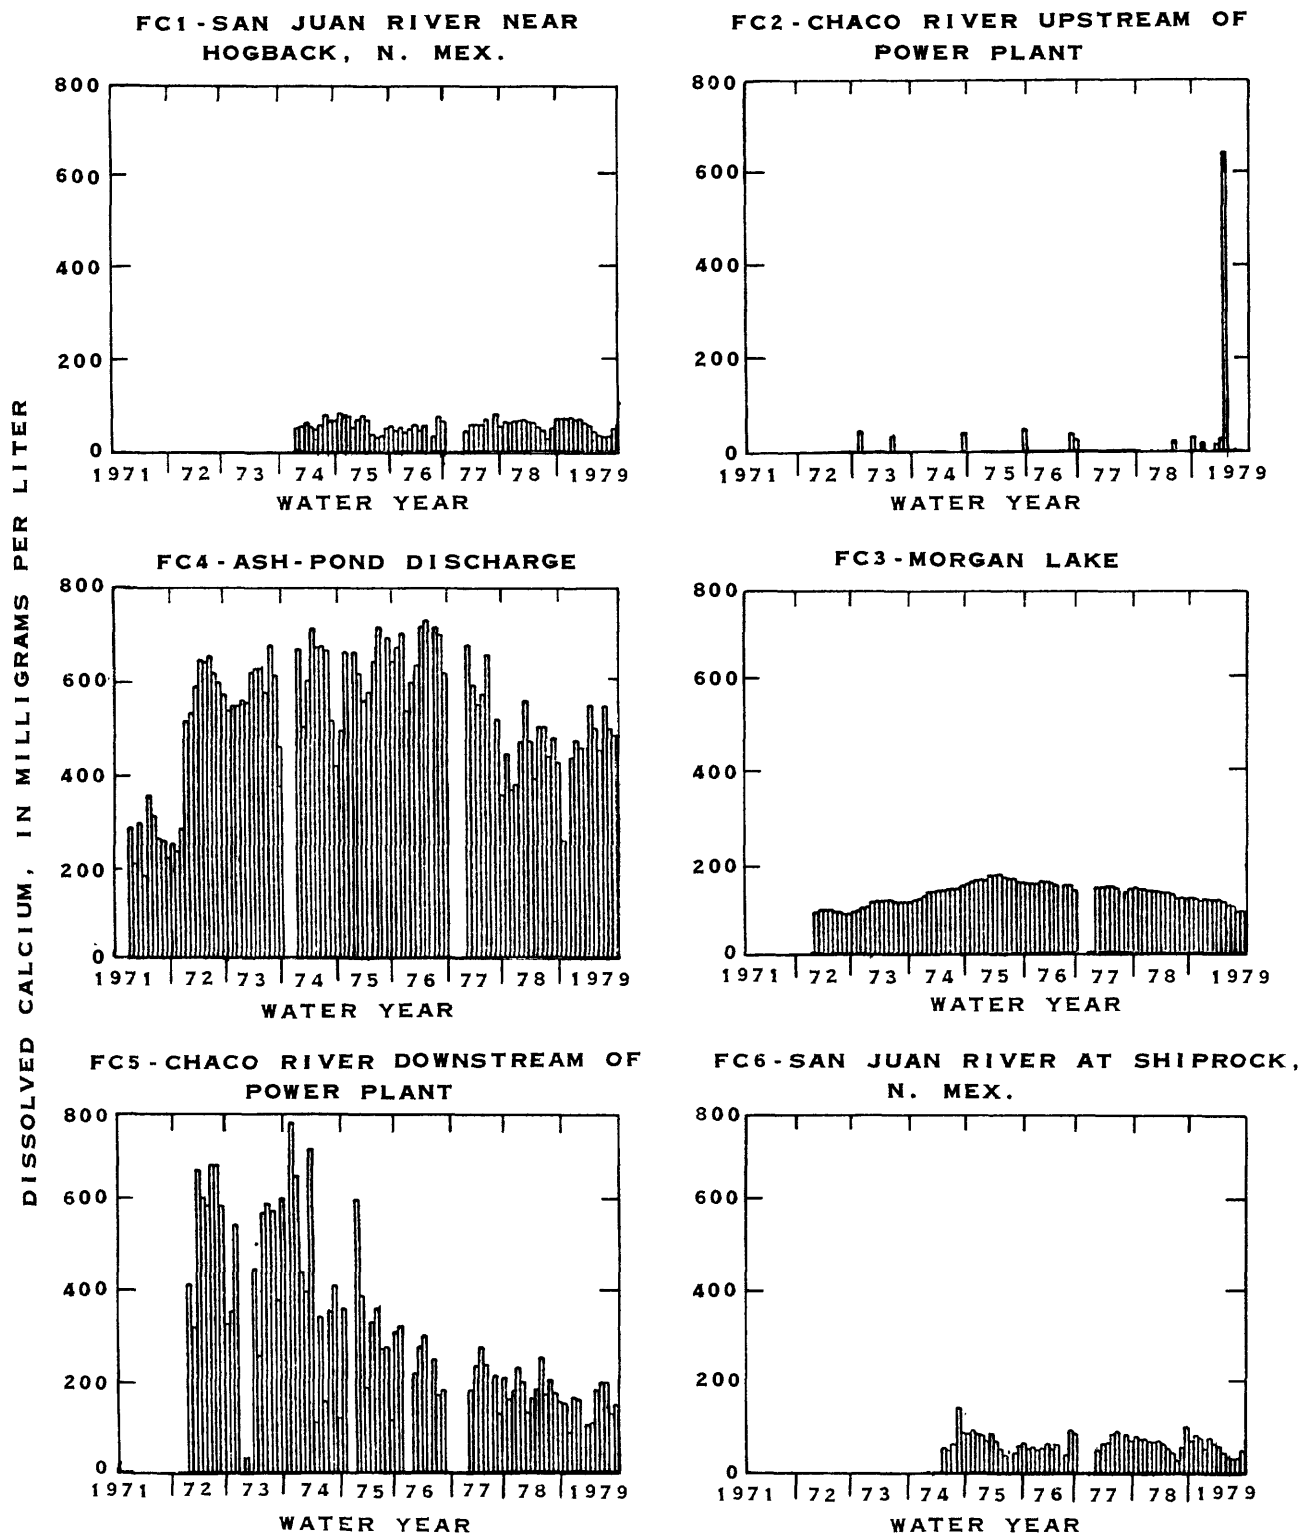 DISSOLVED CALCIUM, IN MILLIGRAMS PER LITER
FC1-SAN JUAN RIVER NEAR
HOGBACK, N. MEX.
800
600
400
200
0
1971 72 73 74 75 76 77 78 1979
WATER YEAR
FC2-CHACO RIVER UPSTREAM OF
POWER PLANT
800
600
400
200
0
1971 72 73 74 75 76 77 78 1979
WATER YEAR
FC4-ASH-POND DISCHARGE
800
600
400
200
0
1971 72 73 74 75 76 77 78 1979
WATER YEAR
FC3-MORGAN LAKE
800
600
400
200
0
1971 72 73 74 75 76 77 78 1979
WATER YEAR
FC5-CHACO RIVER DOWNSTREAM OF
POWER PLANT
800
600
400
200
0
1971 72 73 74 75 76 77 78 1979
WATER YEAR
FC6-SAN JUAN RIVER AT SHIPROCK,
N. MEX.
800
600
400
200
0
1971 72 73 74 75 76 77 78 1979
WATER YEAR